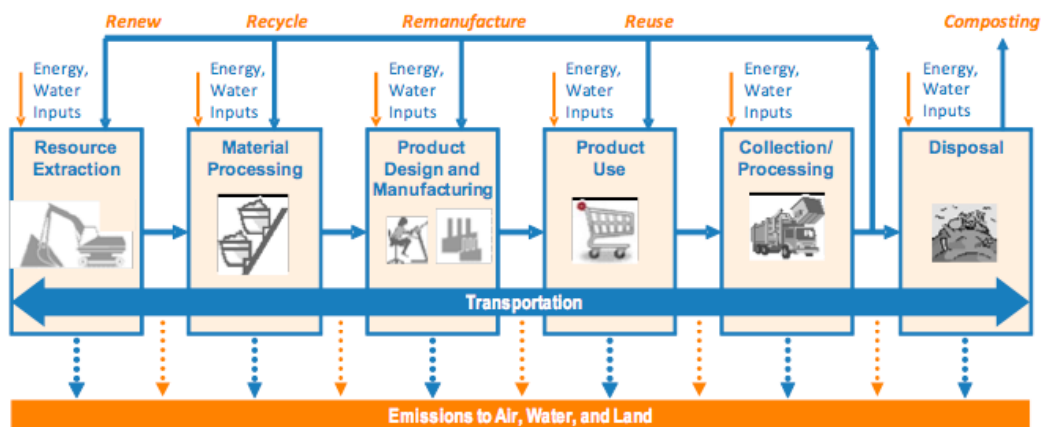 Renew Recycle Remanufacture Reuse Composting
Energy,
Water
Inputs
Energy,
Water
Inputs
Energy,
Water
Inputs
Energy,
Water
Inputs
Energy,
Water
Inputs
Energy,
Water
Inputs
Resource
Extraction
Material
Processing
Product
Design and
Manufacturing
Product
Use
Collection/
Processing
Disposal
Transportation
Emissions to Air, Water, and Land